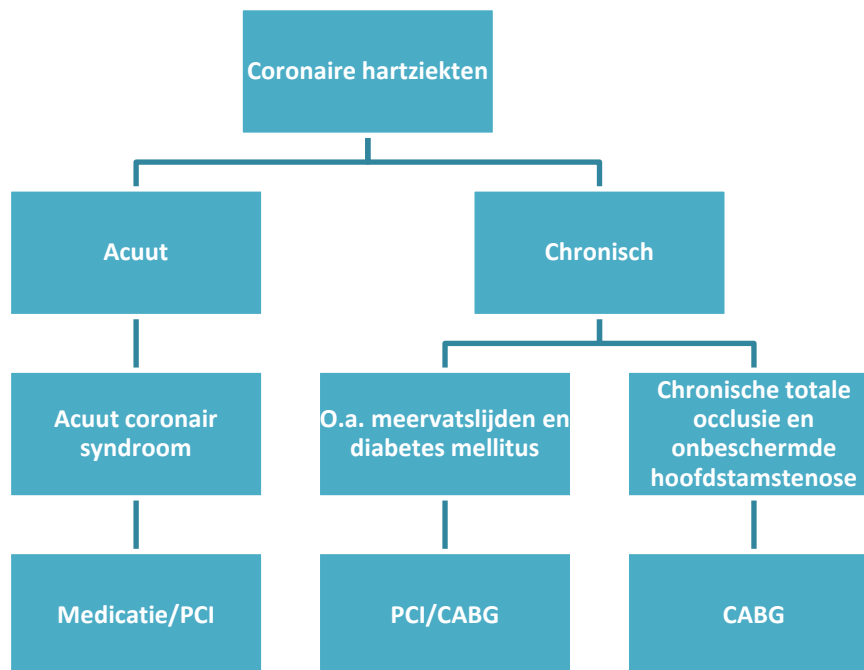 Coronaire hartziekten
Acuut
Chronisch
Acuut coronair
syndroom
O.a. meervatslijden en
diabetes mellitus
Chronische totale
occlusie en
onbeschermde
hoofdstamstenose
Medicatie/PCI
PCI/CABG
CABG